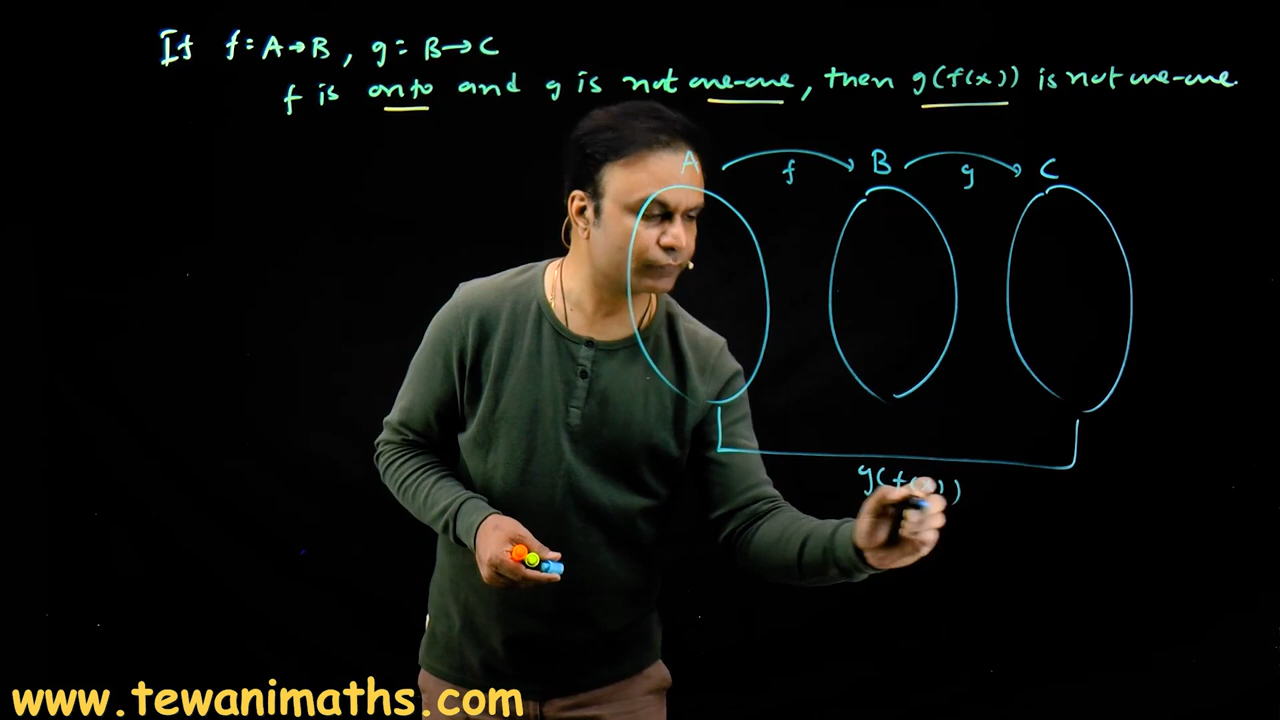 If f: A→B, g: B→C
f is onto and g is not one-one, then g(f(x)) is not one-one.
A f B g C
g(f(x))
www.tewanimaths.com